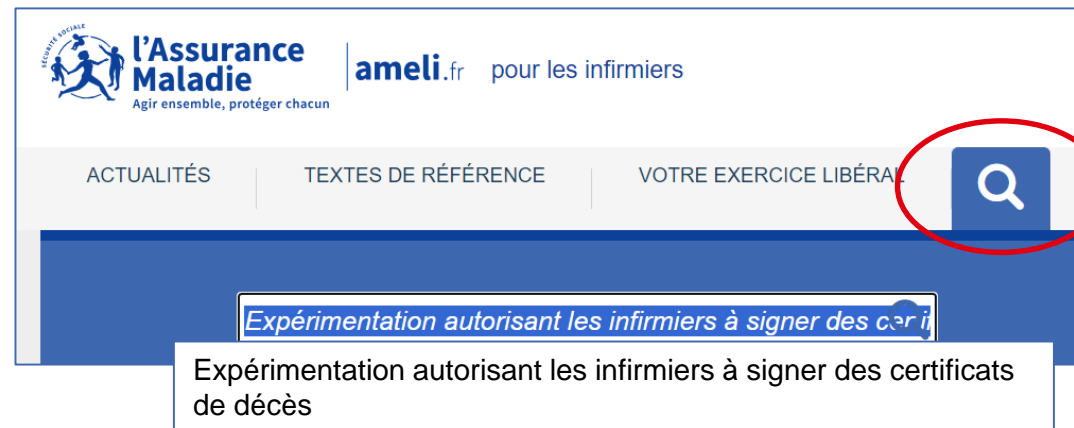 SÉCURITÉ SOCIALE
l'Assurance
Maladie
Agir ensemble, protéger chacun
ameli.fr pour les infirmiers
ACTUALITÉS TEXTES DE RÉFÉRENCE VOTRE EXERCICE LIBÉRAL
Expérimentation autorisant les infirmiers à signer des certif
Expérimentation autorisant les infirmiers à signer des certificats
de décès